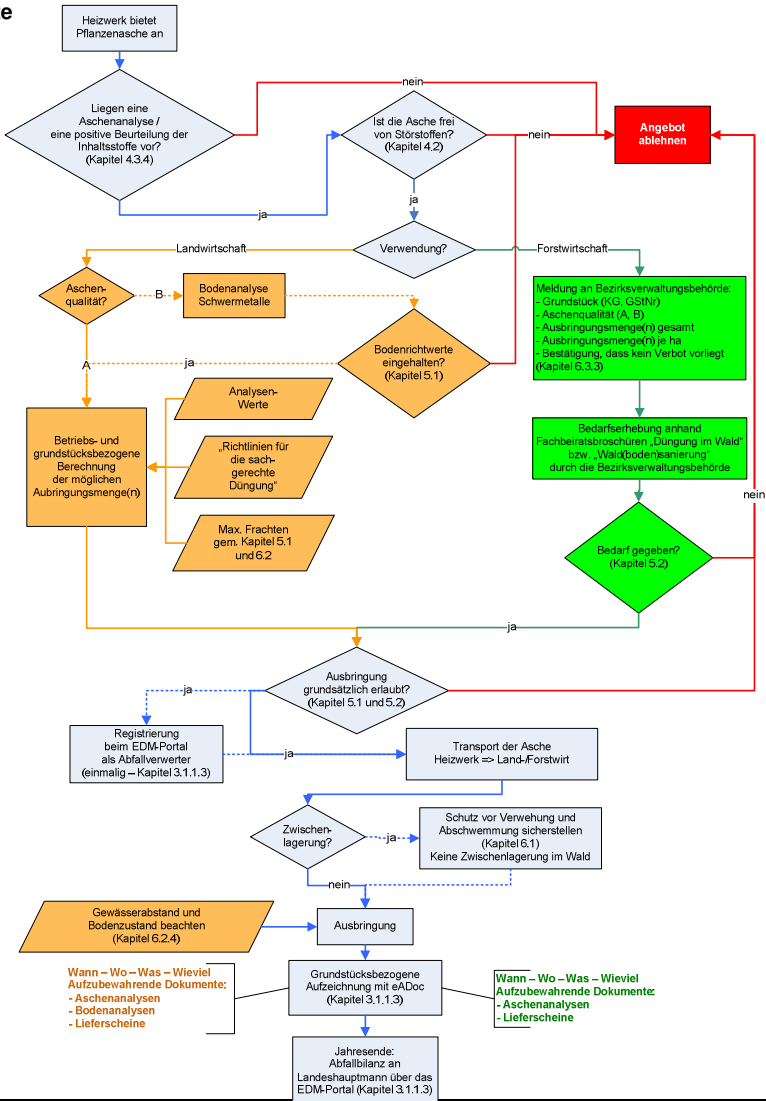 te
Heizwerk bietet
Pflanzenasche an
nein
Liegen eine
Aschenanalyse /
eine positive Beurteilung der
Inhaltsstoffe vor?
(Kapitel 4.3.4)
Ist die Asche frei
von Störstoffen?
(Kapitel 4.2)
nein
Angebot
ablehnen
ja
ja
Landwirtschaft
Verwendung?
Forstwirtschaft
Aschen-
qualität?
B
Bodenanalyse
Schwermetalle
Meldung an Bezirksverwaltungsbehörde:
- Grundstück (KG, GStNr)
- Aschenqualität (A, B)
- Ausbringungsmenge(n) gesamt
- Ausbringungsmenge(n) je ha
- Bestätigung, dass kein Verbot vorliegt
(Kapitel 6.3.3)
Bodenrichtwerte
eingehalten?
(Kapitel 5.1)
A
ja
Analysen-
Werte
Betriebs- und
grundstücksbezogene
Berechnung
der möglichen
Aubringungsmenge(n)
„Richtlinien für
die sach-
gerechte
Düngung“
Bedarfserhebung anhand
Fachbeiratsbroschüren „Düngung im Wald“
bzw. „Wald(boden)sanierung“
durch die Bezirksverwaltungsbehörde
nein
Max. Frachten
gem. Kapitel 5.1
und 6.2
Bedarf gegeben?
(Kapitel 5.2)
ja
Ausbringung
grundsätzlich erlaubt?
(Kapitel 5.1 und 5.2)
ja
Registrierung
beim EDM-Portal
als Abfallverwerter
(einmalig – Kapitel 3.1.1.3)
ja
Transport der Asche
Heizwerk => Land-/Forstwirt
Zwischen-
lagerung?
ja
Schutz vor Verwehung und
Abschwemmung sicherstellen
(Kapitel 6.1)
Keine Zwischenlagerung im Wald
nein
Gewässerabstand und
Bodenzustand beachten
(Kapitel 6.2.4)
Ausbringung
Wann – Wo – Was – Wieviel
Aufzubewahrende Dokumente:
- Aschenanalysen
- Bodenanalysen
- Lieferscheine
Grundstücksbezogene
Aufzeichnung mit eADoc
(Kapitel 3.1.1.3)
Wann – Wo – Was – Wieviel
Aufzubewahrende Dokumente:
- Aschenanalysen
- Lieferscheine
Jahresende:
Abfallbilanz an
Landeshauptmann über das
EDM-Portal (Kapitel 3.1.1.3)